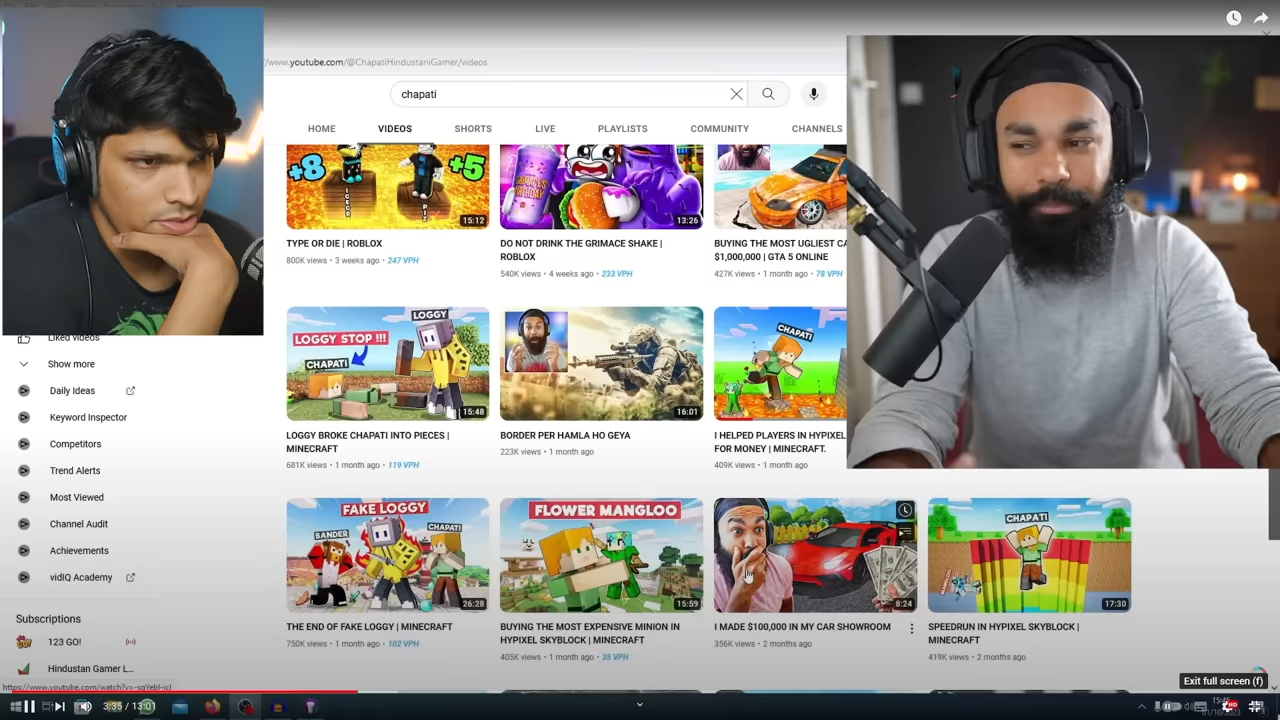 //www.youtube.com/@ChapatiHindustaniGamer/videos
chapati
HOME VIDEOS SHORTS LIVE PLAYLISTS COMMUNITY CHANNELS
+8 +5
15:12
13:26
TYPE OR DIE | ROBLOX
800K views • 3 weeks ago • 247 VPH
DO NOT DRINK THE GRIMACE SHAKE |
ROBLOX
540K views • 4 weeks ago • 233 VPH
BUYING THE MOST UGLIEST CA
$1,000,000 | GTA 5 ONLINE
427K views • 1 month ago • 78 VPH
LOGGY
LOGGY STOP !!!
CHAPATI
15:48
16:01
CHAPATI
LOGGY BROKE CHAPATI INTO PIECES |
MINECRAFT
681K views • 1 month ago • 119 VPH
BORDER PER HAMLA HO GEYA
223K views • 1 month ago
I HELPED PLAYERS IN HYPIXEL
FOR MONEY | MINECRAFT.
409K views • 1 month ago
FAKE LOGGY
BANDER
CHAPATI
26:28
FLOWER MANGLOO
15:59
8:24
CHAPATI
MANGLOO
17:30
THE END OF FAKE LOGGY | MINECRAFT
750K views • 1 month ago • 102 VPH
BUYING THE MOST EXPENSIVE MINION IN
HYPIXEL SKYBLOCK | MINECRAFT
405K views • 1 month ago • 35 VPH
I MADE $100,000 IN MY CAR SHOWROOM
356K views • 2 months ago
SPEEDRUN IN HYPIXEL SKYBLOCK |
MINECRAFT
419K views • 2 months ago
Liked videos
Show more
Daily Ideas
Keyword Inspector
Competitors
Trend Alerts
Most Viewed
Channel Audit
Achievements
vidIQ Academy
Subscriptions
123 GO!
Hindustan Gamer L...
Exit full screen (f)
3:35 / 13:01
15:45
01/10/2023